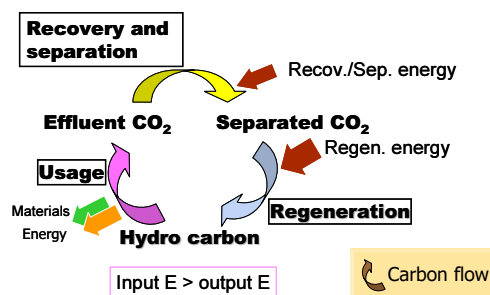 Recovery and
separation
Recov./Sep. energy
Effluent CO₂
Separated CO₂
Regen. energy
Usage
Materials
Energy
Regeneration
Hydro carbon
Input E > output E
Carbon flow